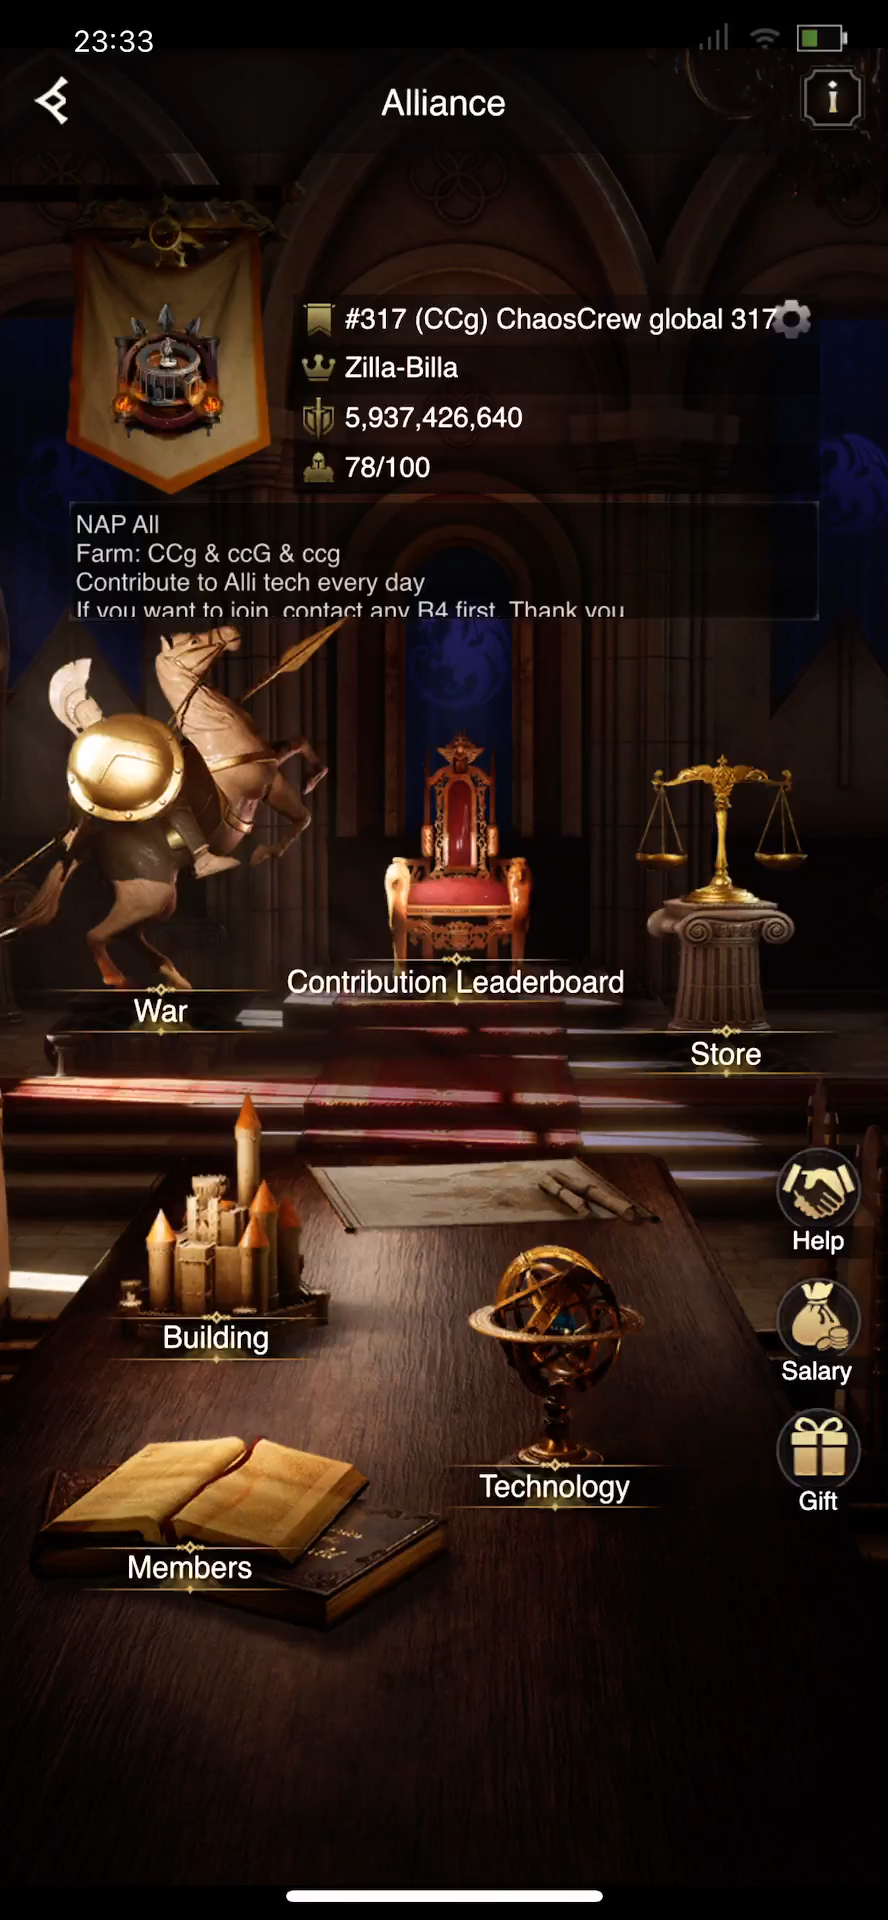 23:33
Alliance
#317 (CCg) ChaosCrew global 317
Zilla-Billa
5,937,426,640
78/100
NAP All
Farm: CCg & ccG & ccg
Contribute to Alli tech every day
If you want to join, contact any R4 first. Thank you
War
Contribution Leaderboard
Store
Help
Building
Salary
Technology
Gift
Members